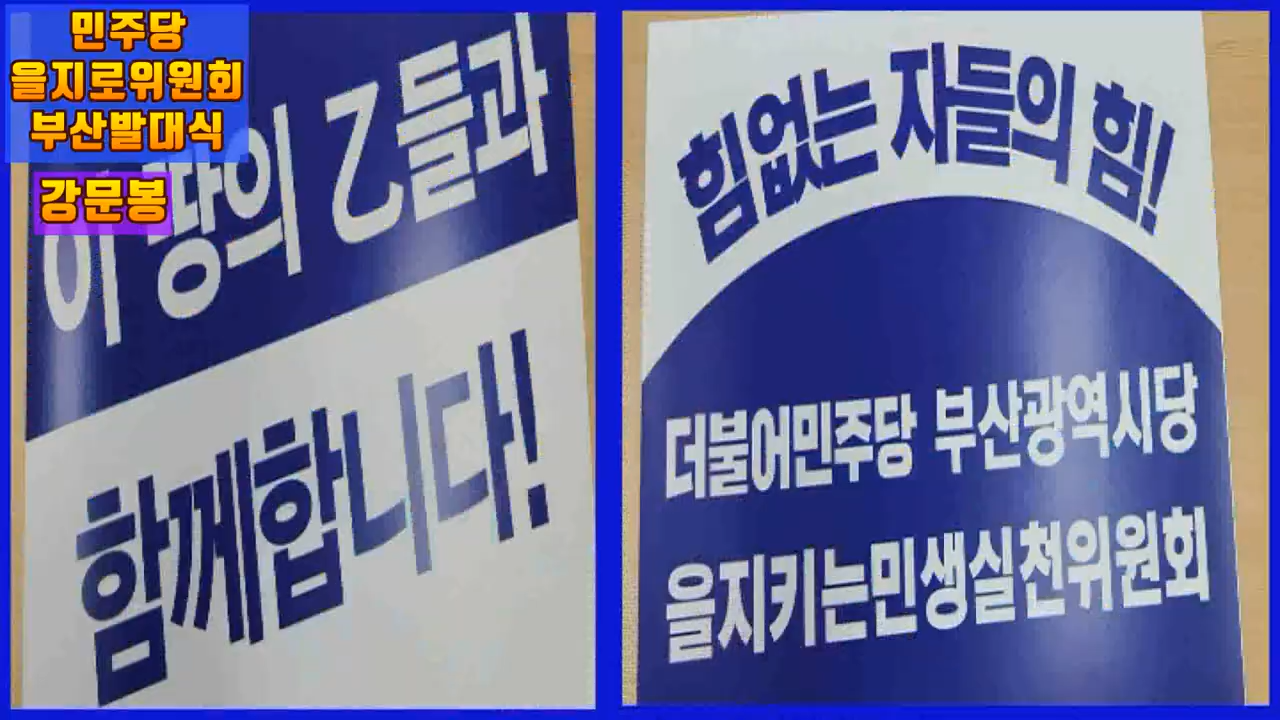 민주당
을지로위원회
부산발대식
강문봉
이 땅의 乙들과
함께합니다!
힘없는 자들의 힘!
더불어민주당 부산광역시당
을지키는민생실천위원회